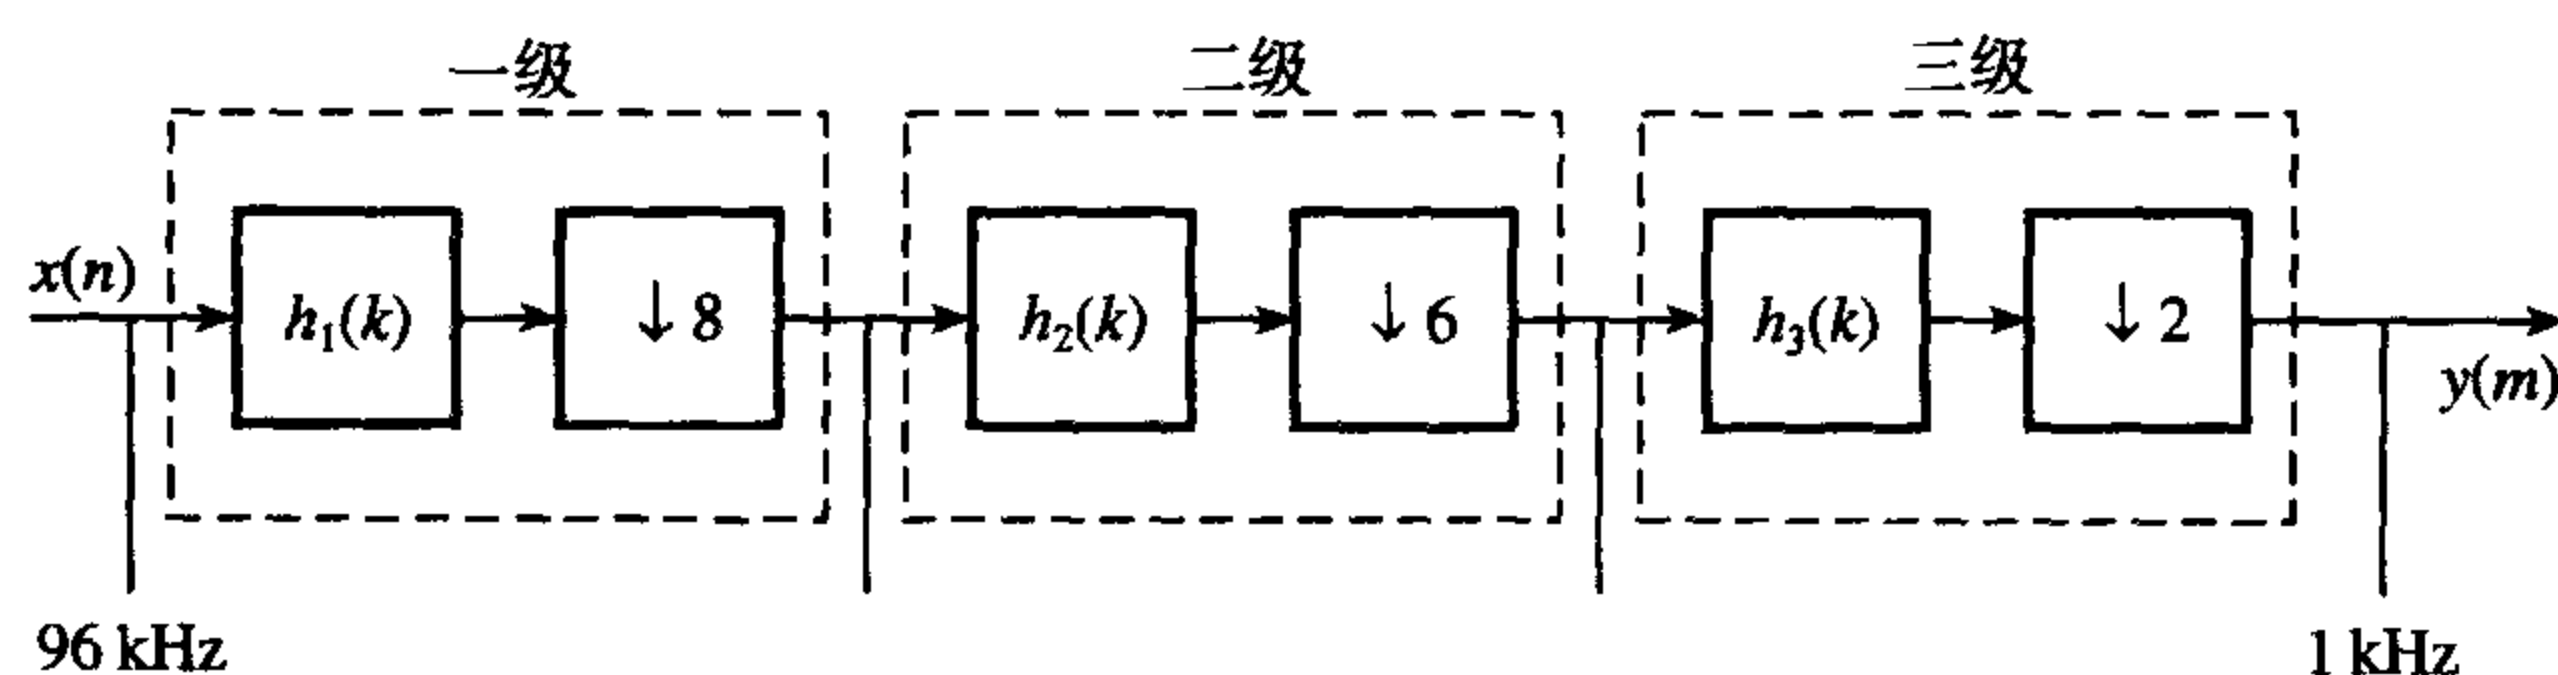 一级 二级 三级
x(n) h₁(k) ↓8 h₂(k) ↓6 h₃(k) ↓2
y(m)
96 kHz 1 kHz